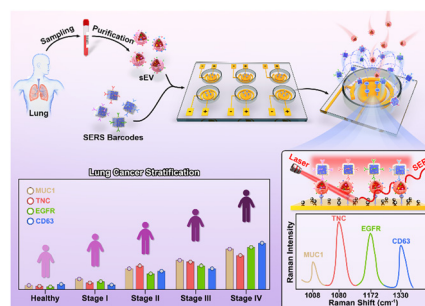 Sampling
Purification
sEV
Lung
SERS Barcodes
Lung Cancer Stratification
MUC1
TNC
EGFR
CD63
Healthy
Stage I
Stage II
Stage III
Stage IV
Laser
SERS
Raman Intensity
MUC1
TNC
EGFR
CD63
1008
1080
1172
1330
Raman Shift (cm⁻¹)